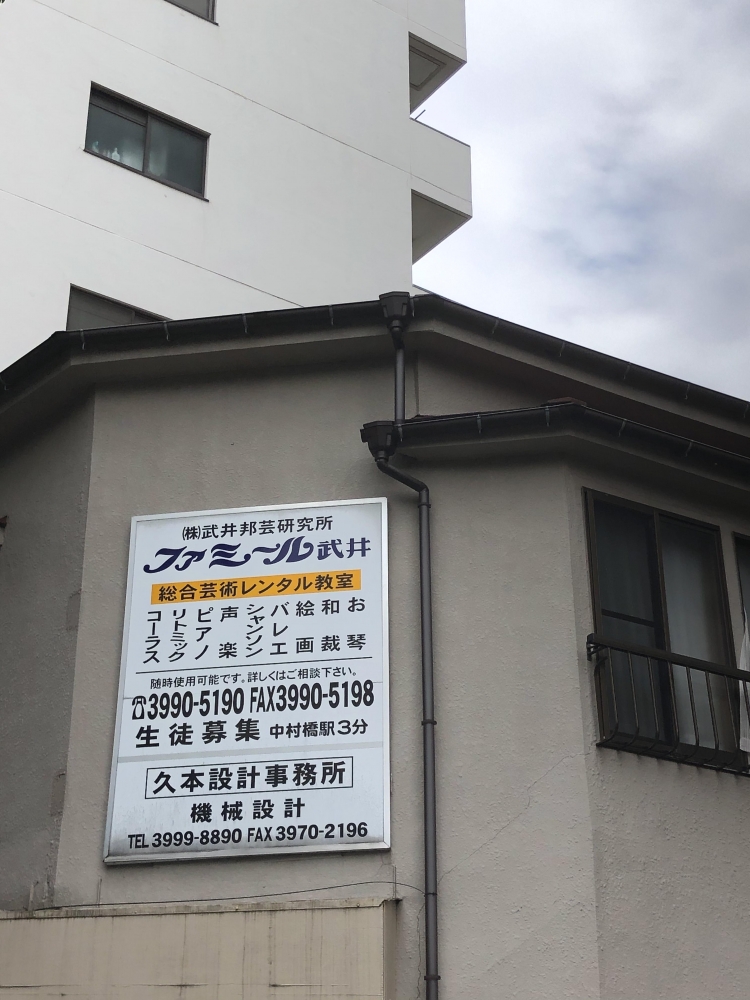 ㈱武井邦芸研究所
ファミール武井
総合芸術レンタル教室
お琴
和裁
絵画
バレエ
シャンソン
声楽
ピアノ
リトミック
コーラス
随時使用可能です。詳しくはご相談下さい。
☎3990-5190 FAX3990-5198
生徒募集 中村橋駅3分
久本設計事務所
機械設計
TEL 3999-8890 FAX 3970-2196